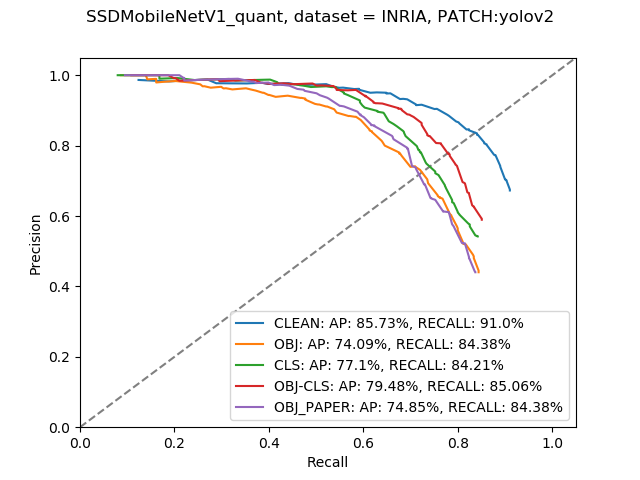 SSDMobileNetV1_quant, dataset = INRIA, PATCH:yolov2
1.0
0.8
0.6
0.4
0.2
0.0
Precision
CLEAN: AP: 85.73%, RECALL: 91.0%
OBJ: AP: 74.09%, RECALL: 84.38%
CLS: AP: 77.1%, RECALL: 84.21%
OBJ-CLS: AP: 79.48%, RECALL: 85.06%
OBJ_PAPER: AP: 74.85%, RECALL: 84.38%
0.0 0.2 0.4 0.6 0.8 1.0
Recall